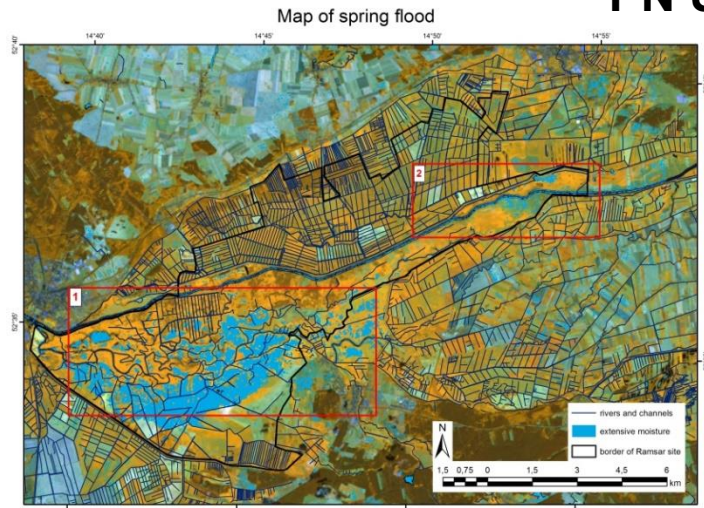 Map of spring flood
14°40'
14°45'
14°50'
14°55'
52°40'
2
1
52°35'
rivers and channels
extensive moisture
border of Ramsar site
N
1,5 0,75 0 1,5 3 4,5 6
km